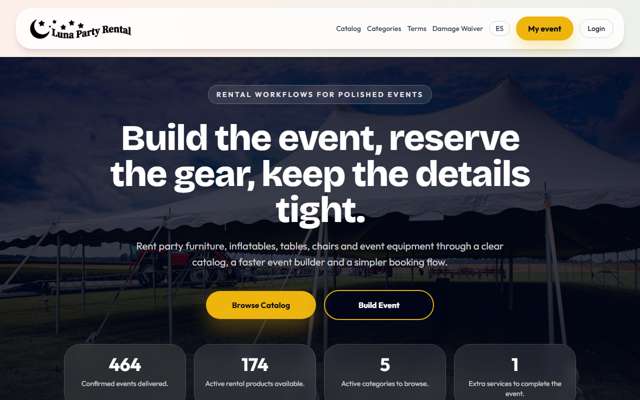 Luna Party Rental
Catalog Categories Terms Damage Waiver ES My event Login
RENTAL WORKFLOWS FOR POLISHED EVENTS
Build the event, reserve
the gear, keep the details
tight.
Rent party furniture, inflatables, tables, chairs and event equipment through a clear
catalog, a faster event builder and a simpler booking flow.
Browse Catalog Build Event
464 174 5 1
Confirmed events delivered. Active rental products available. Active categories to browse. Extra services to complete the
event.